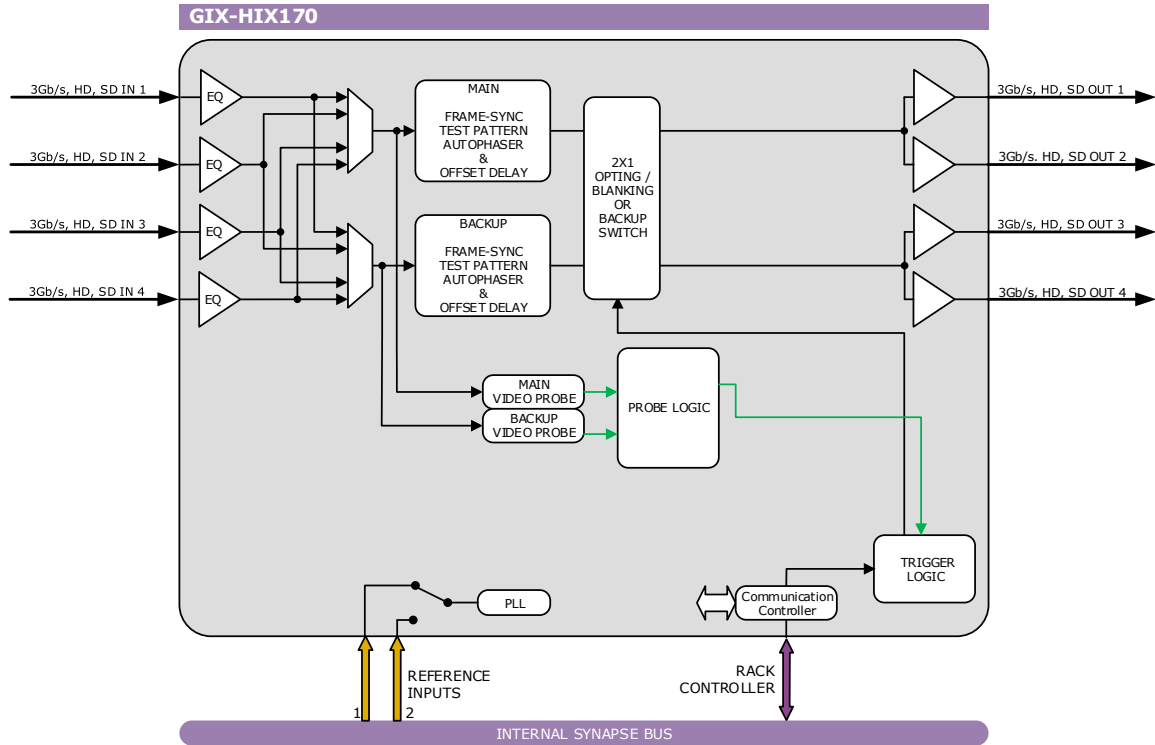 GIX-HIX170
3Gb/s, HD, SD IN 1
EQ
3Gb/s, HD, SD IN 2
EQ
3Gb/s, HD, SD IN 3
EQ
3Gb/s, HD, SD IN 4
EQ
MAIN
FRAME-SYNC
TEST PATTERN
AUTOPHASER
&
OFFSET DELAY
BACKUP
FRAME-SYNC
TEST PATTERN
AUTOPHASER
&
OFFSET DELAY
2X1
OPTING /
BLANKING
OR
BACKUP
SWITCH
3Gb/s, HD, SD OUT 1
3Gb/s. HD, SD OUT 2
3Gb/s, HD, SD OUT 3
3Gb/s, HD, SD OUT 4
MAIN
VIDEO PROBE
BACKUP
VIDEO PROBE
PROBE LOGIC
TRIGGER
LOGIC
PLL
Communication
Controller
REFERENCE
INPUTS
1
2
RACK
CONTROLLER
INTERNAL SYNAPSE BUS